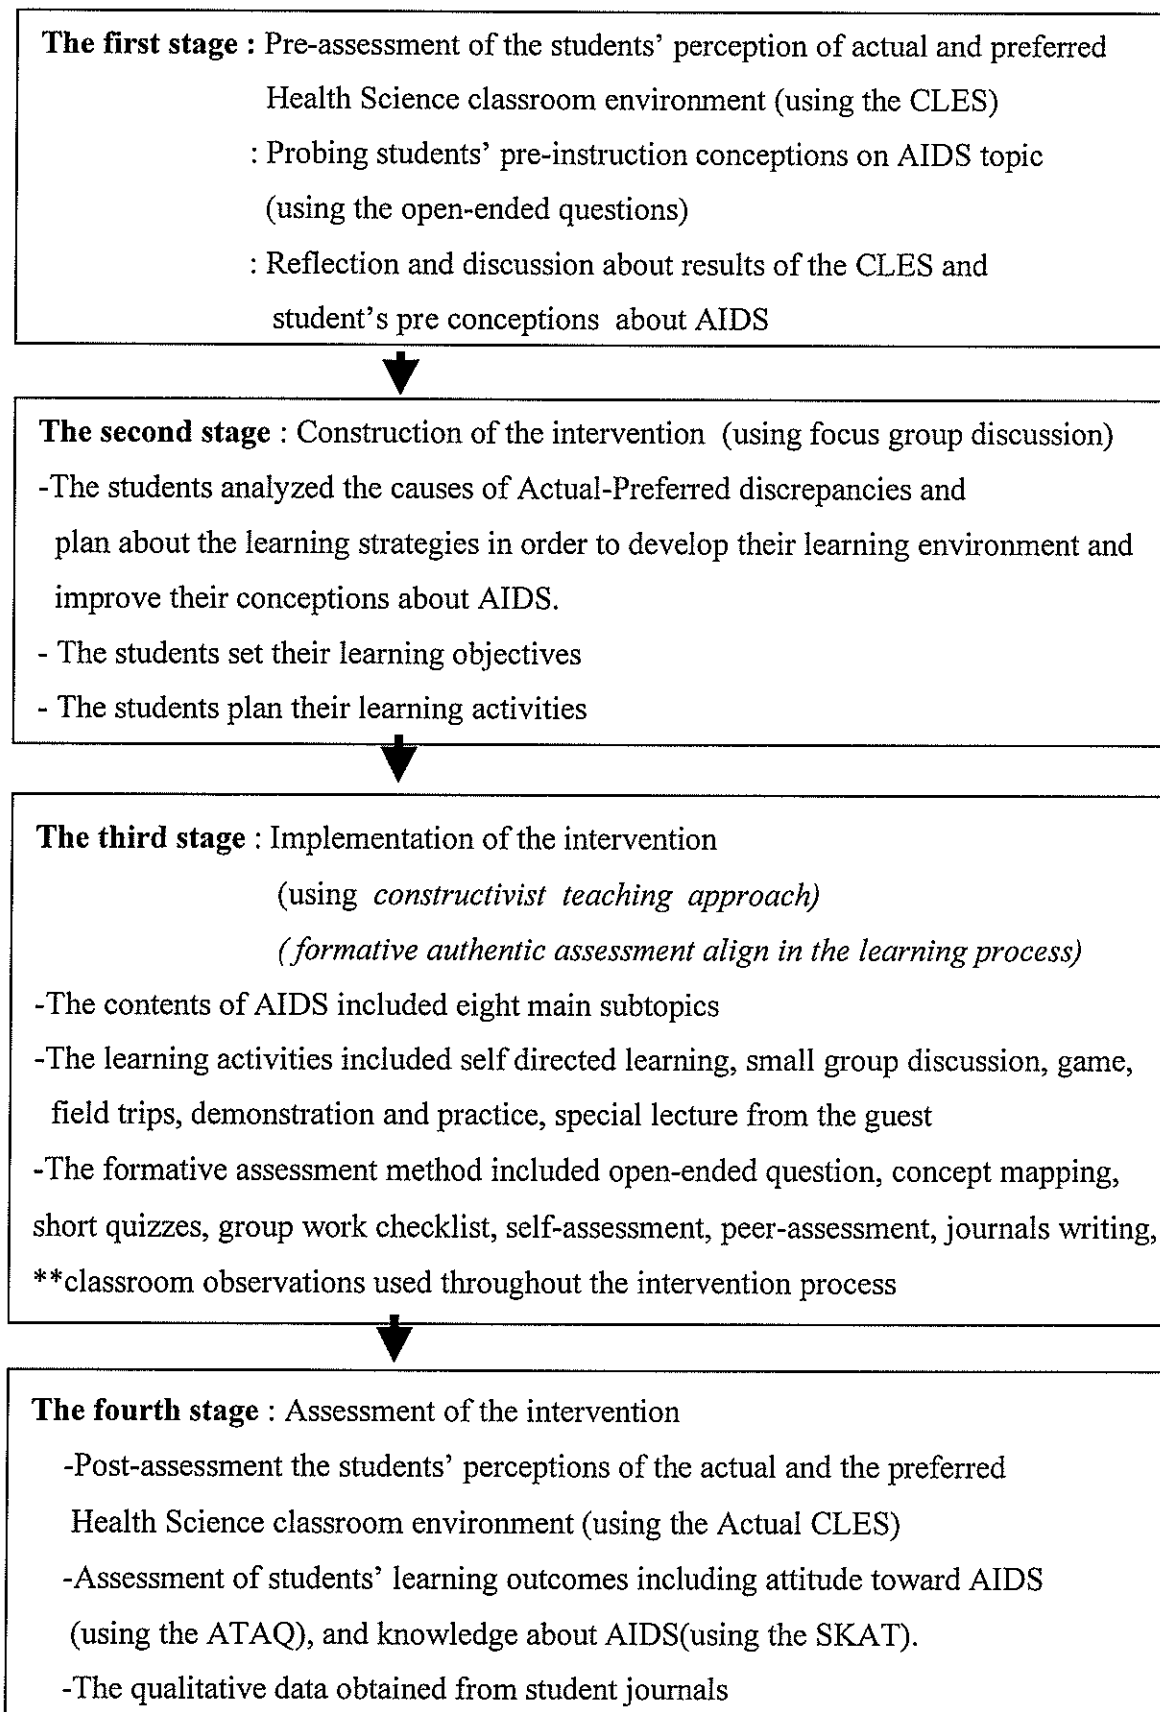 The first stage : Pre-assessment of the students’ perception of actual and preferred
Health Science classroom environment (using the CLES)
: Probing students’ pre-instruction conceptions on AIDS topic
(using the open-ended questions)
: Reflection and discussion about results of the CLES and
student’s pre conceptions about AIDS
The second stage : Construction of the intervention (using focus group discussion)
-The students analyzed the causes of Actual-Preferred discrepancies and
plan about the learning strategies in order to develop their learning environment and
improve their conceptions about AIDS.
- The students set their learning objectives
- The students plan their learning activities
The third stage : Implementation of the intervention
(using constructivist teaching approach)
(formative authentic assessment align in the learning process)
-The contents of AIDS included eight main subtopics
-The learning activities included self directed learning, small group discussion, game,
field trips, demonstration and practice, special lecture from the guest
-The formative assessment method included open-ended question, concept mapping,
short quizzes, group work checklist, self-assessment, peer-assessment, journals writing,
**classroom observations used throughout the intervention process
The fourth stage : Assessment of the intervention
-Post-assessment the students’ perceptions of the actual and the preferred
Health Science classroom environment (using the Actual CLES)
-Assessment of students’ learning outcomes including attitude toward AIDS
(using the ATAQ), and knowledge about AIDS(using the SKAT).
-The qualitative data obtained from student journals